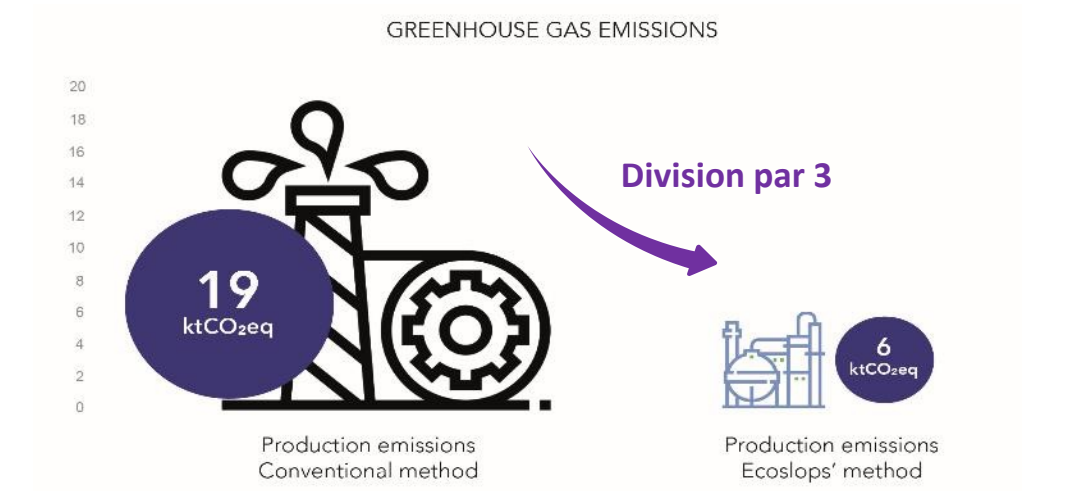 GREENHOUSE GAS EMISSIONS
20
18
16
14
12
10
8
6
4
2
0
Division par 3
19
ktCO₂eq
6
ktCO₂eq
Production emissions
Conventional method
Production emissions
Ecoslops' method